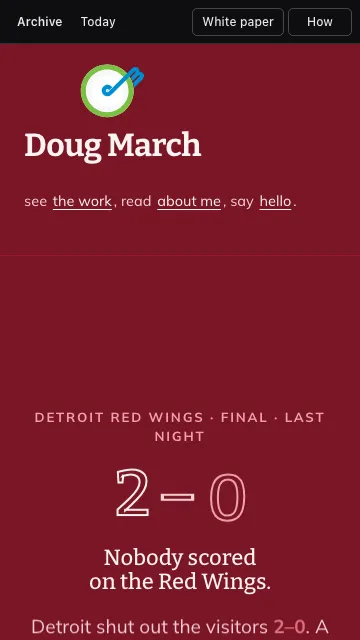 Archive Today White paper How
Doug March
see the work, read about me, say hello.
DETROIT RED WINGS · FINAL · LAST
NIGHT
2–0
Nobody scored
on the Red Wings.
Detroit shut out the visitors 2–0. A